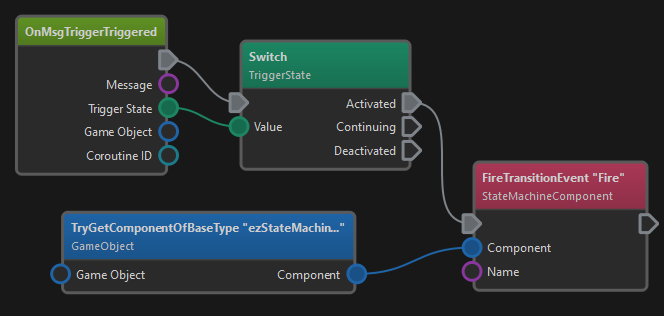 OnMsgTriggerTriggered
Message
Trigger State
Game Object
Coroutine ID
Switch
TriggerState
Activated
Value
Continuing
Deactivated
FireTransitionEvent "Fire"
StateMachineComponent
Component
Name
TryGetComponentOfBaseType "ezStateMachin..."
GameObject
Game Object
Component